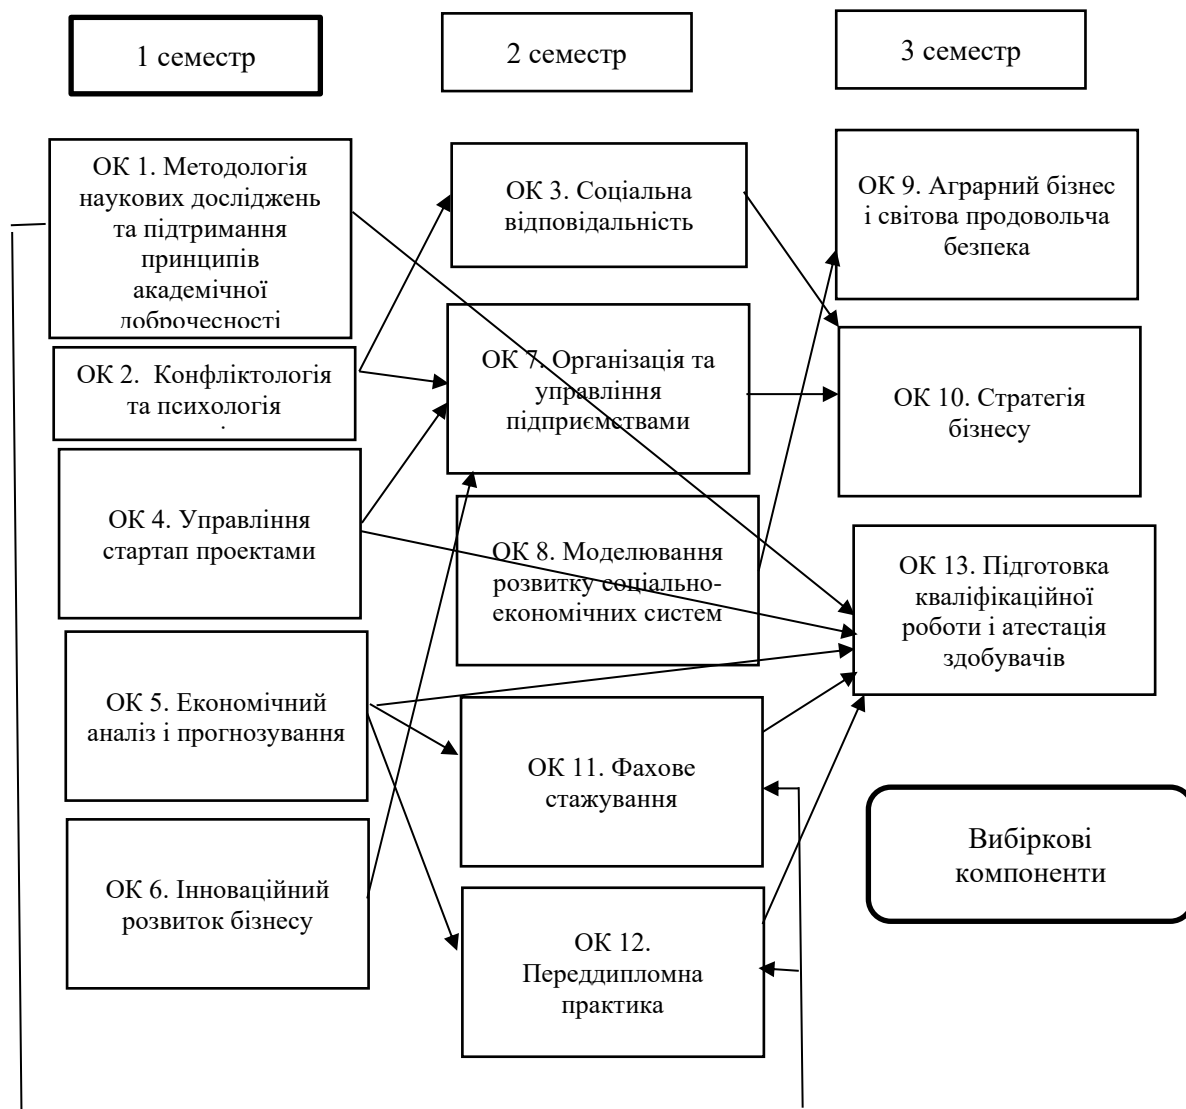 1 семестр
2 семестр
3 семестр
ОК 1. Методологія
наукових досліджень
та підтримання
принципів
академічної
доброчесності
ОК 2. Конфліктологія
та психологія
ОК 4. Управління
стартап проектами
ОК 5. Економічний
аналіз і прогнозування
ОК 6. Інноваційний
розвиток бізнесу
ОК 3. Соціальна
відповідальність
ОК 7. Організація та
управління
підприємствами
ОК 8. Моделювання
розвитку соціально-
економічних систем
ОК 11. Фахове
стажування
ОК 12.
Переддипломна
практика
ОК 9. Аграрний бізнес
і світова продовольча
безпека
ОК 10. Стратегія
бізнесу
ОК 13. Підготовка
кваліфікаційної
роботи і атестація
здобувачів
Вибіркові
компоненти